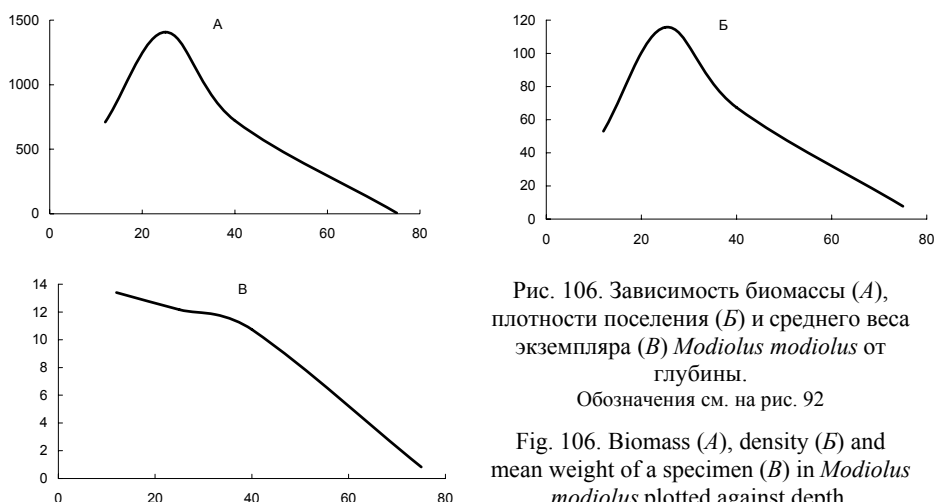 А
1500
1000
500
0
0 20 40 60 80
Б
120
100
80
60
40
20
0
0 20 40 60 80
В
14
12
10
8
6
4
2
0
0 20 40 60 80
Рис. 106. Зависимость биомассы (А),
плотности поселения (Б) и среднего веса
экземпляра (В) Modiolus modiolus от
глубины.
Обозначения см. на рис. 92
Fig. 106. Biomass (А), density (Б) and
mean weight of a specimen (В) in Modiolus
modiolus plotted against depth